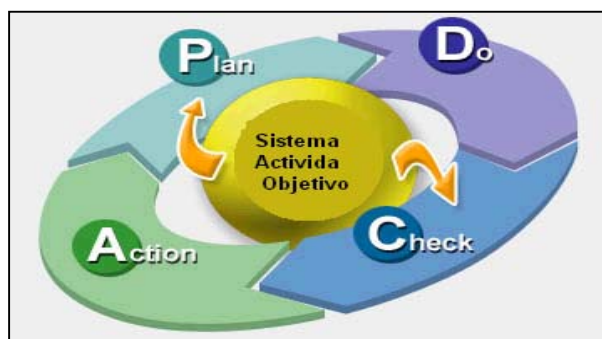 Plan
Do
Sistema
Activida
Objetivo
Action
Check